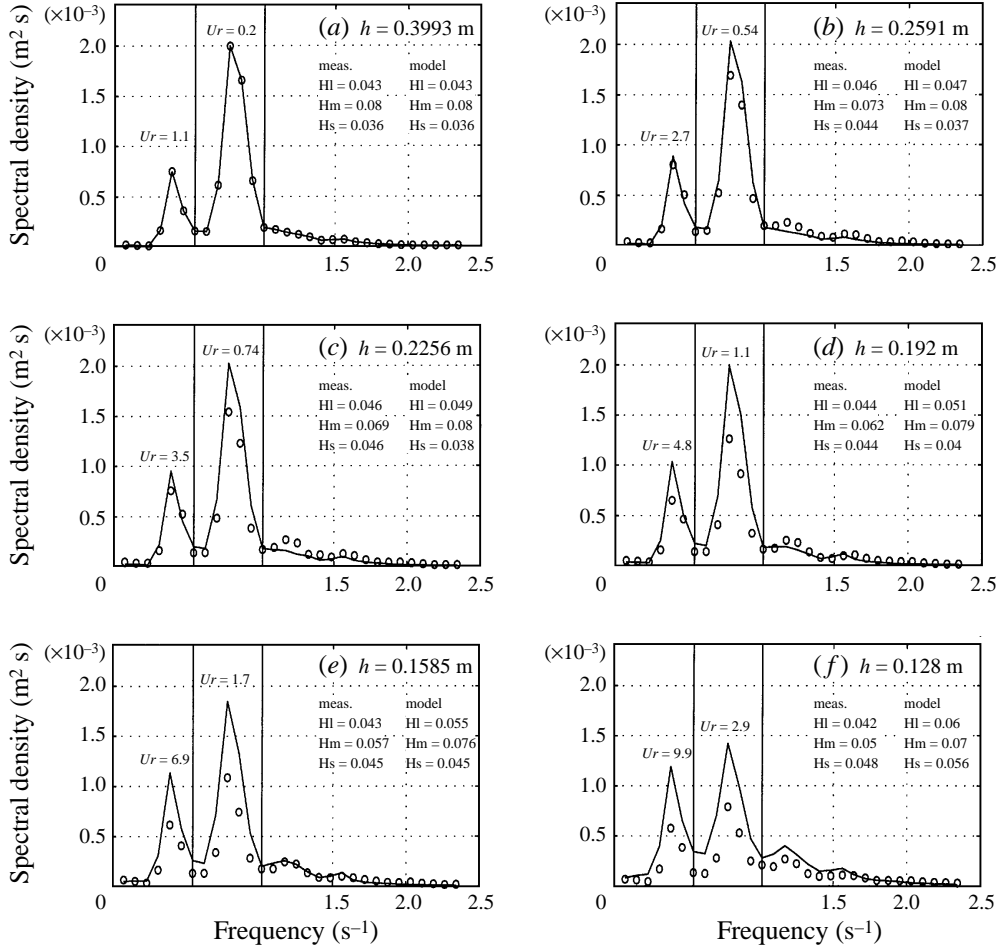 (×10⁻³)
(a) h = 0.3993 m
Ur = 0.2
Ur = 1.1
meas. model
Hl = 0.043 Hl = 0.043
Hm = 0.08 Hm = 0.08
Hs = 0.036 Hs = 0.036
2.0
1.5
1.0
0.5
0
1.5 2.0 2.5
Spectral density (m² s)
(×10⁻³)
(b) h = 0.2591 m
Ur = 0.54
Ur = 2.7
meas. model
Hl = 0.046 Hl = 0.047
Hm = 0.073 Hm = 0.08
Hs = 0.044 Hs = 0.037
2.0
1.5
1.0
0.5
0
1.5 2.0 2.5
(×10⁻³)
(c) h = 0.2256 m
Ur = 0.74
Ur = 3.5
meas. model
Hl = 0.046 Hl = 0.049
Hm = 0.069 Hm = 0.08
Hs = 0.046 Hs = 0.038
2.0
1.5
1.0
0.5
0
1.5 2.0 2.5
Spectral density (m² s)
(×10⁻³)
(d) h = 0.192 m
Ur = 1.1
Ur = 4.8
meas. model
Hl = 0.044 Hl = 0.051
Hm = 0.062 Hm = 0.079
Hs = 0.044 Hs = 0.04
2.0
1.5
1.0
0.5
0
1.5 2.0 2.5
(×10⁻³)
(e) h = 0.1585 m
Ur = 1.7
Ur = 6.9
meas. model
Hl = 0.043 Hl = 0.055
Hm = 0.057 Hm = 0.076
Hs = 0.045 Hs = 0.045
2.0
1.5
1.0
0.5
0
1.5 2.0 2.5
Spectral density (m² s)
Frequency (s⁻¹)
(×10⁻³)
(f) h = 0.128 m
Ur = 2.9
Ur = 9.9
meas. model
Hl = 0.042 Hl = 0.06
Hm = 0.05 Hm = 0.07
Hs = 0.048 Hs = 0.056
2.0
1.5
1.0
0.5
0
1.5 2.0 2.5
Frequency (s⁻¹)